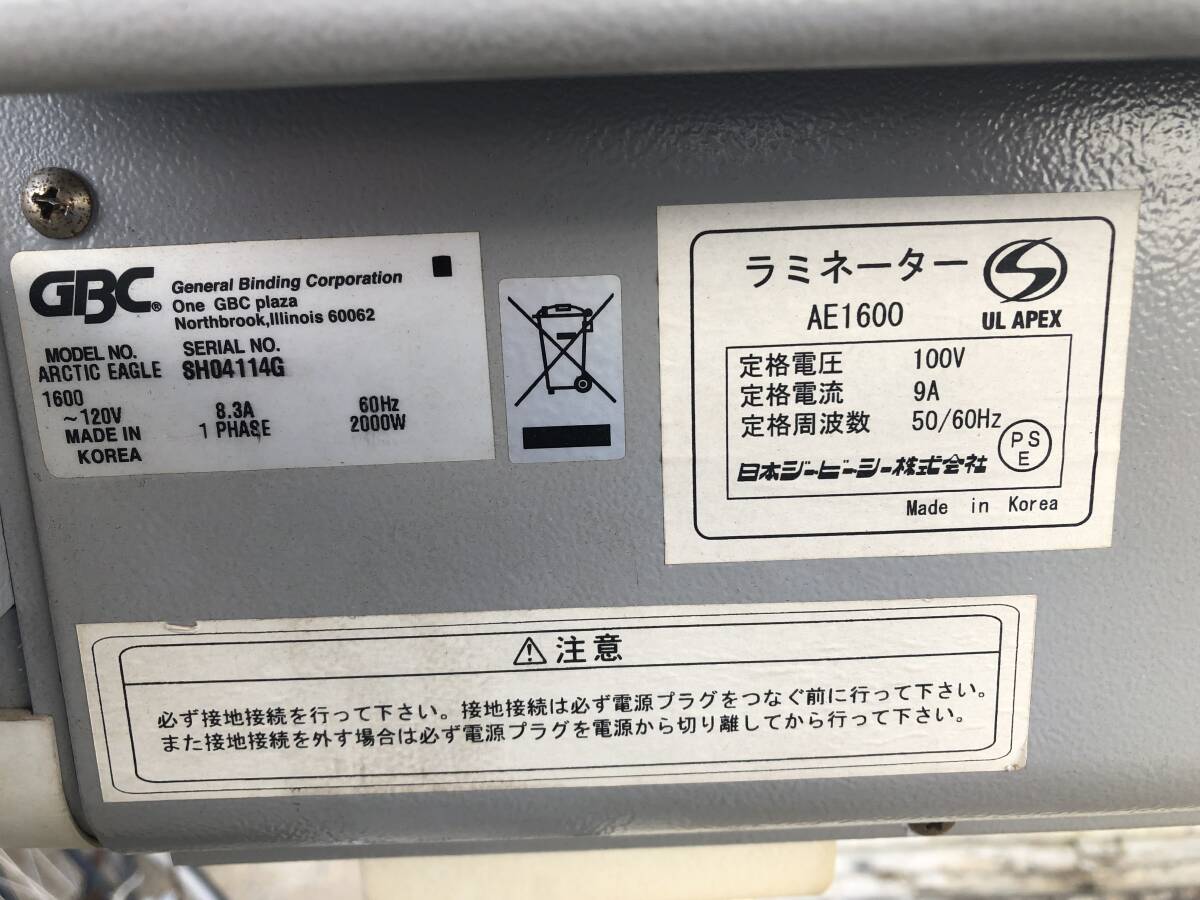 GBC®
General Binding Corporation
One GBC plaza
Northbrook,Illinois 60062
MODEL NO.
ARCTIC EAGLE
1600
SERIAL NO.
SH04114G
~120V 8.3A 60Hz
MADE IN KOREA
1 PHASE 2000W
ラミネーター
AE1600
UL APEX
定格電圧 100V
定格電流 9A
定格周波数 50/60Hz
PS
E
日本ジービーシー株式会社
Made in Korea
⚠注意
必ず接地接続を行って下さい。接地接続は必ず電源プラグをつなぐ前に行って下さい。
また接地接続を外す場合は必ず電源プラグを電源から切り離してから行って下さい。